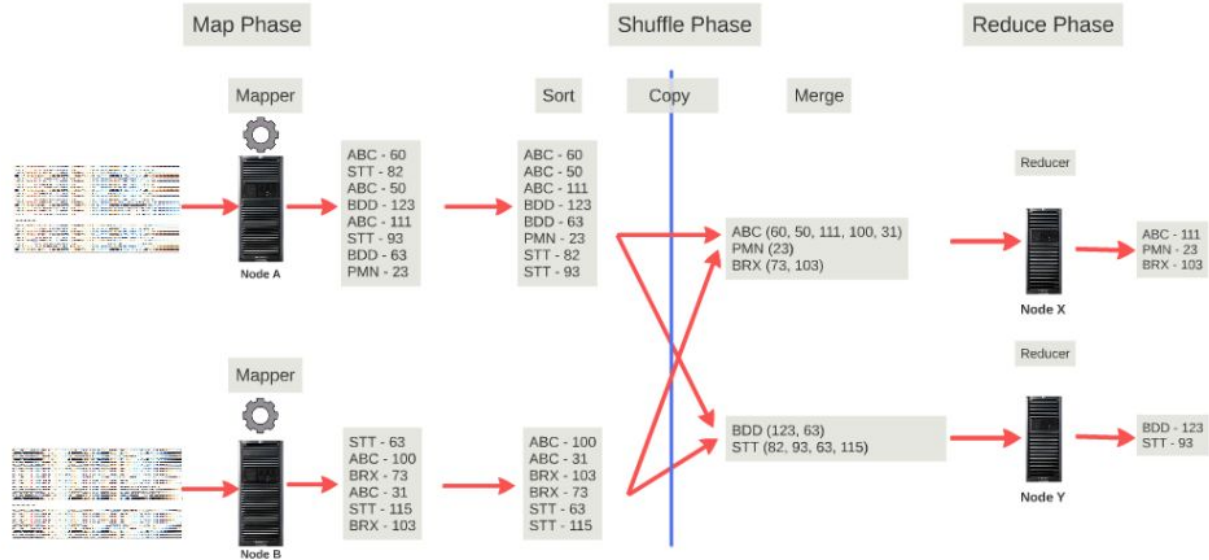 Map Phase
Shuffle Phase
Reduce Phase
Mapper
Sort
Copy
Merge
ABC - 60
STT - 82
ABC - 50
BDD - 123
ABC - 111
STT - 93
BDD - 63
PMN - 23
ABC - 60
ABC - 50
ABC - 111
BDD - 123
BDD - 63
PMN - 23
STT - 82
STT - 93
Node A
ABC (60, 50, 111, 100, 31)
PMN (23)
BRX (73, 103)
Reducer
Node X
ABC - 111
PMN - 23
BRX - 103
Mapper
STT - 63
ABC - 100
BRX - 73
ABC - 31
STT - 115
BRX - 103
ABC - 100
ABC - 31
BRX - 103
BRX - 73
STT - 63
STT - 115
Node B
BDD (123, 63)
STT (82, 93, 63, 115)
Reducer
Node Y
BDD - 123
STT - 93